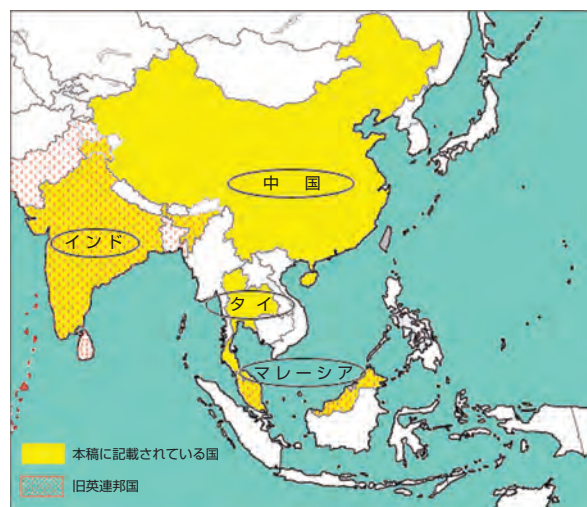 中国
インド
タイ
マレーシア
本稿に記載されている国
旧英連邦国